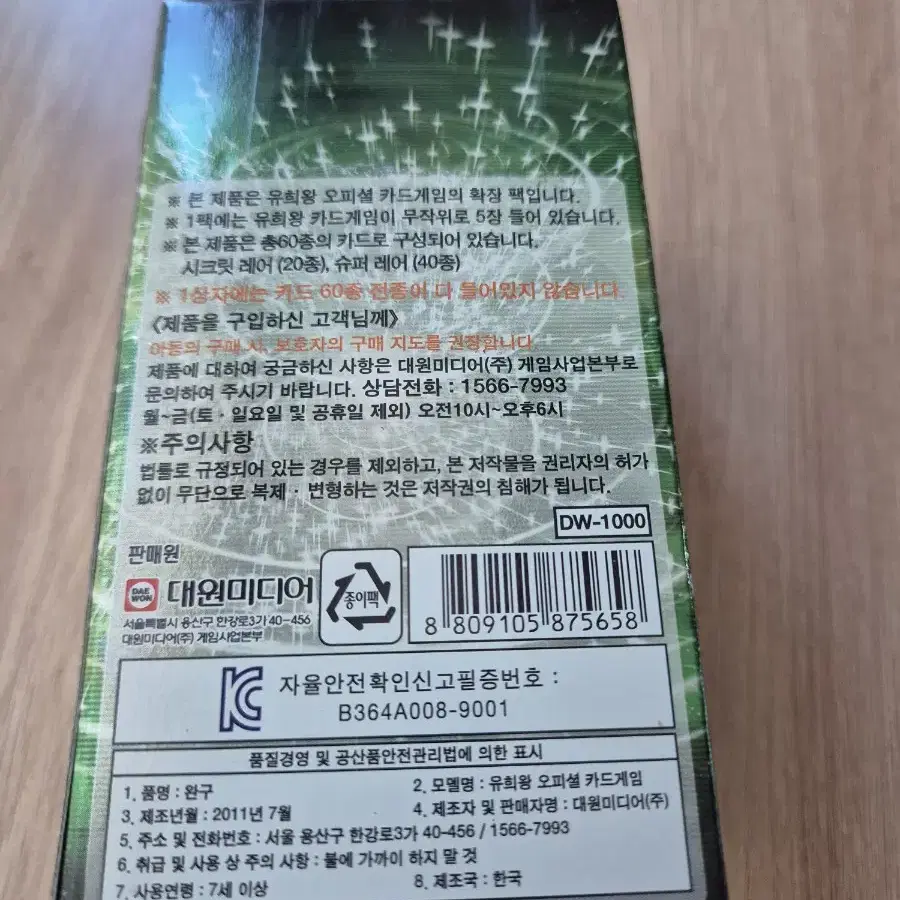 ※ 본 제품은 유희왕 오피셜 카드게임의 확장 팩입니다.
※ 1팩에는 유희왕 카드게임이 무작위로 5장 들어 있습니다.
※ 본 제품은 총60종의 카드로 구성되어 있습니다.
시크릿 레어 (20종), 슈퍼 레어 (40종)
※ 1상자에는 카드 60종 전종이 다 들어있지 않습니다.
《제품을 구입하신 고객님께》
아동의 구매 시, 보호자의 구매 지도를 권장합니다.
제품에 대하여 궁금하신 사항은 대원미디어(주) 게임사업본부로
문의하여 주시기 바랍니다. 상담전화 : 1566-7993
월~금(토 · 일요일 및 공휴일 제외) 오전10시~오후6시
※주의사항
법률로 규정되어 있는 경우를 제외하고, 본 저작물을 권리자의 허가
없이 무단으로 복제 · 변형하는 것은 저작권의 침해가 됩니다.
DW-1000
판매원
DAE WON 대원미디어
서울특별시 용산구 한강로3가 40-456
대원미디어(주) 게임사업본부
종이팩
8 809105 875658
자율안전확인신고필증번호 :
B364A008-9001
품질경영 및 공산품안전관리법에 의한 표시
1. 품명 : 완구
2. 모델명 : 유희왕 오피셜 카드게임
3. 제조년월 : 2011년 7월
4. 제조자 및 판매자명 : 대원미디어(주)
5. 주소 및 전화번호 : 서울 용산구 한강로3가 40-456 / 1566-7993
6. 취급 및 사용 상 주의 사항 : 불에 가까이 하지 말 것
7. 사용연령 : 7세 이상
8. 제조국 : 한국